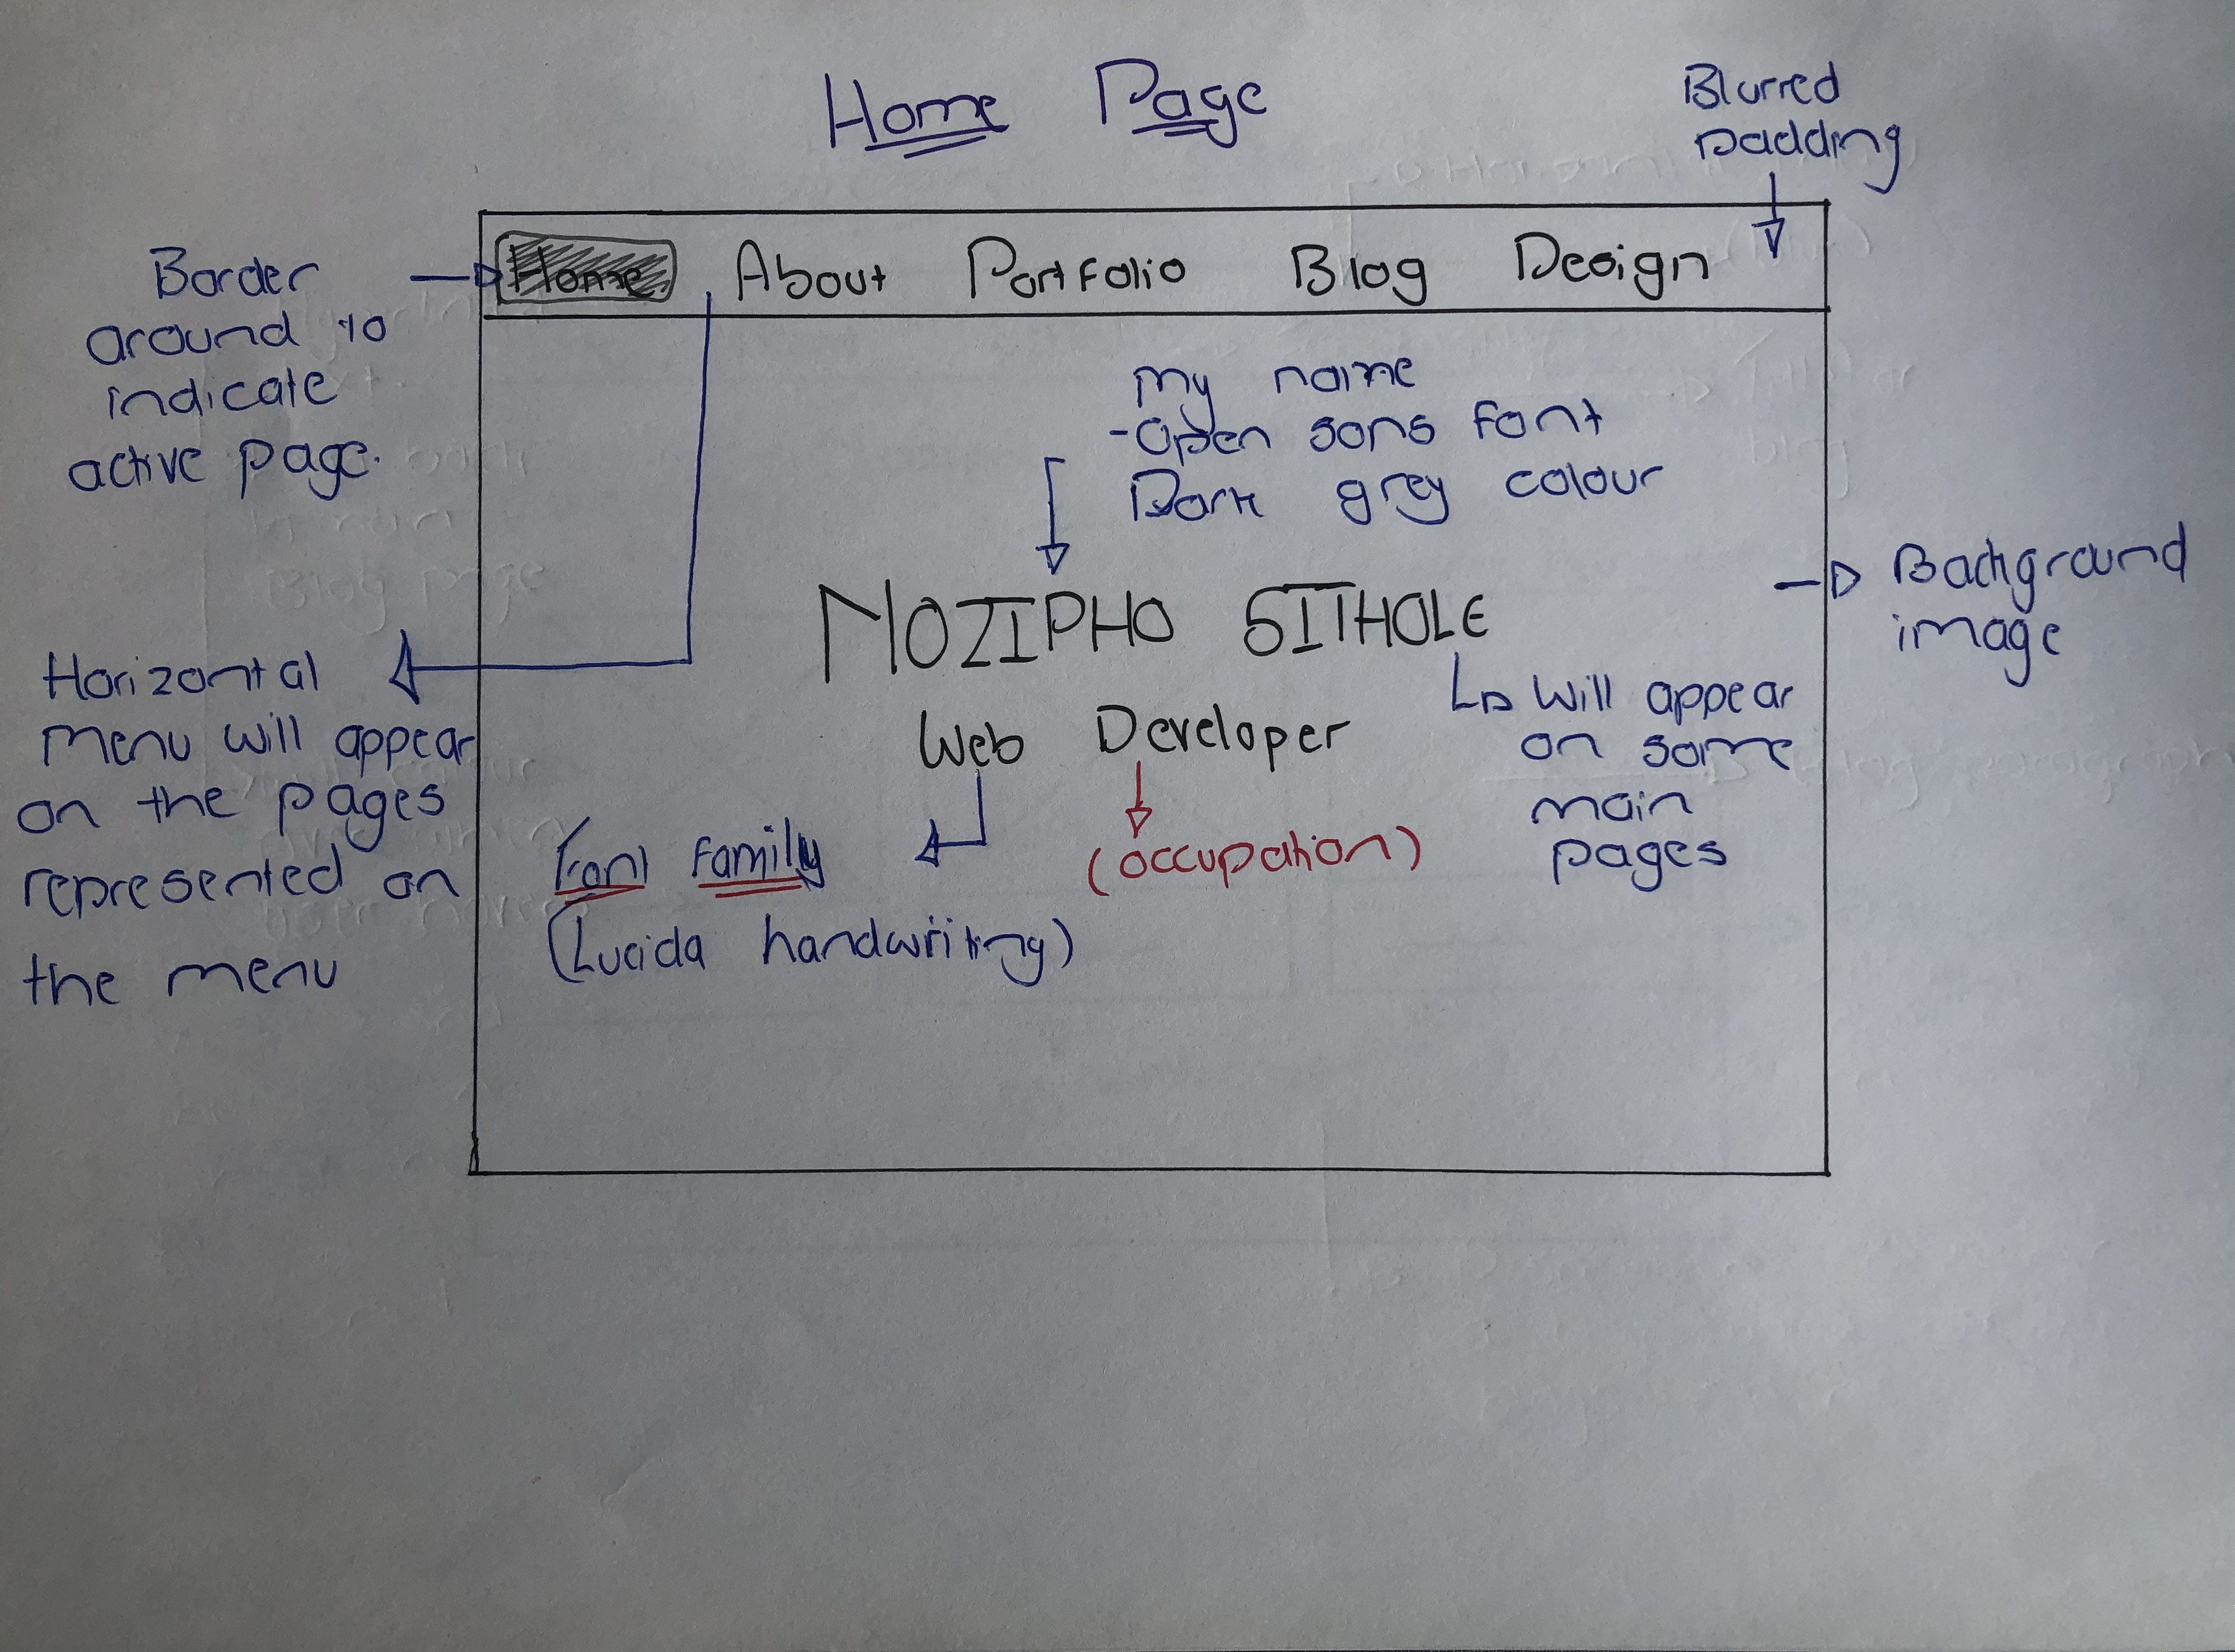 Home Page
Blurred
padding
Home About Portfolio Blog Design
Border
around to
indicate
active page.
my name
-Open sans font
Dark grey colour
Background
image
NOZIPHO SITHOLE
Horizontal
menu will appear
on the pages
represented on
the menu
Will appear
on some
main
pages
Web Developer
(occupation)
Font family
(Lucida handwriting)